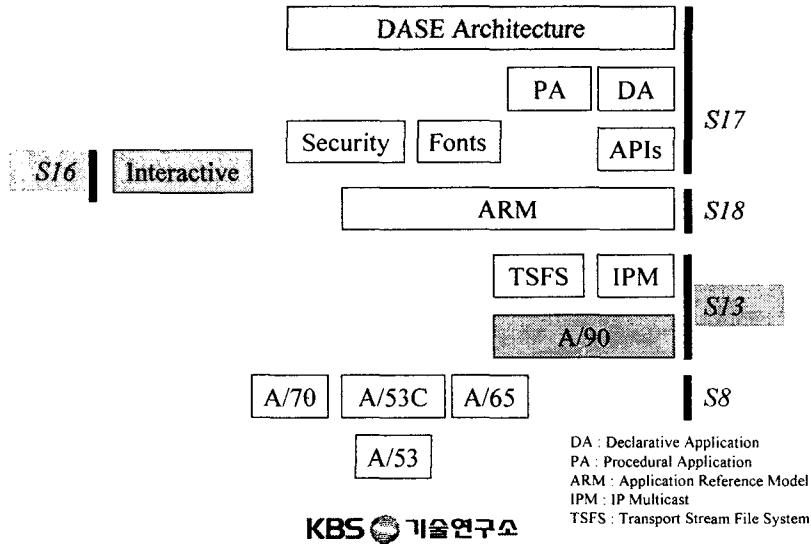 DASE Architecture
PA DA
S17
Security Fonts APIs
S16 Interactive
ARM S18
TSFS IPM
S13
A/90
A/70 A/53C A/65 S8
A/53
DA : Declarative Application
PA : Procedural Application
ARM : Application Reference Model
IPM : IP Multicast
TSFS : Transport Stream File System
KBS 기술연구소